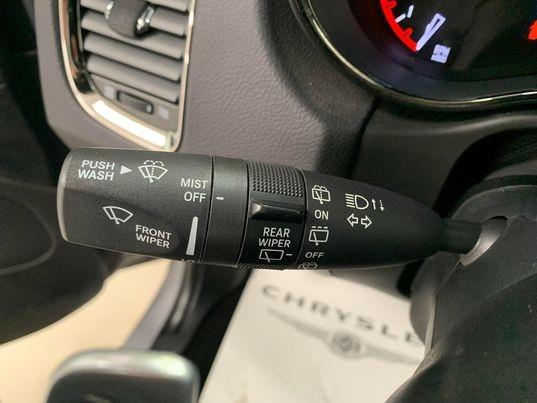 PUSH
WASH
MIST
OFF
FRONT
WIPER
REAR
WIPER
ON
OFF
CHRYSLE